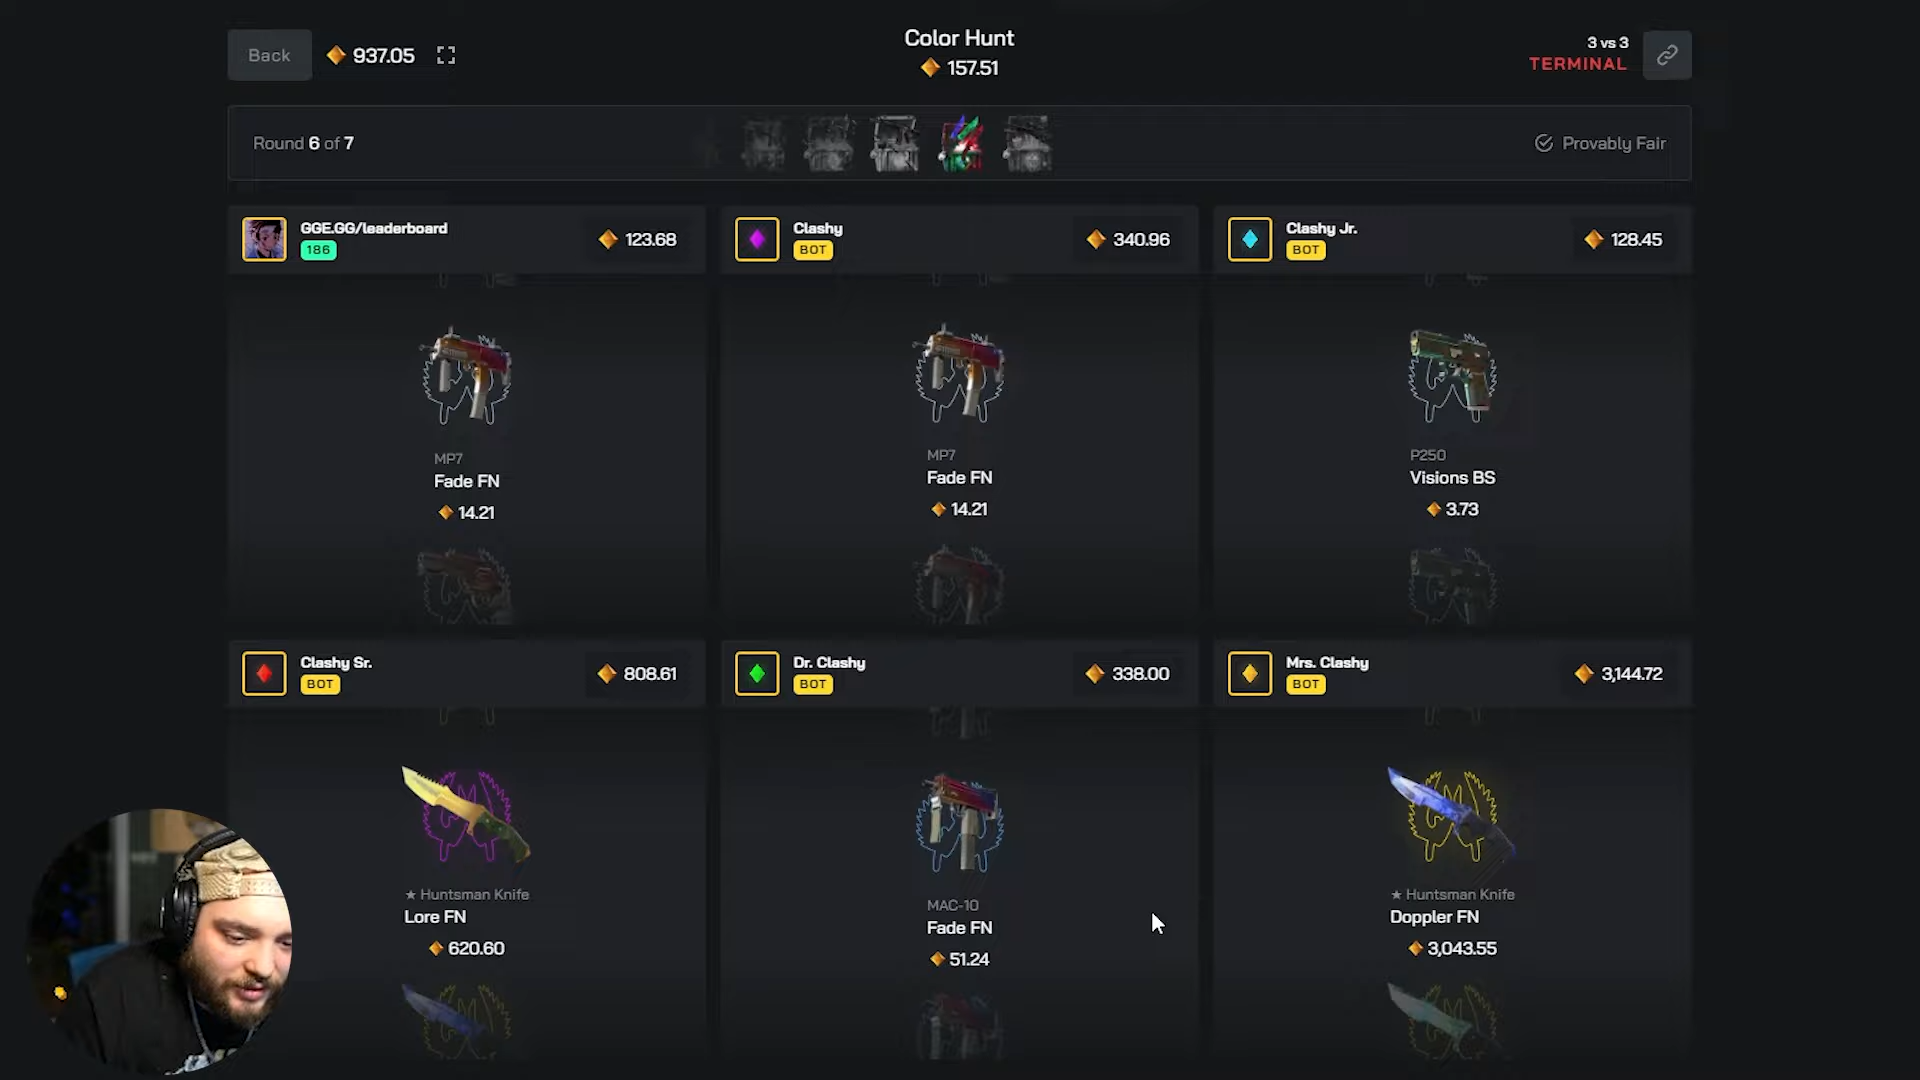 Back
937.05
Color Hunt
157.51
3 vs 3
TERMINAL
Round 6 of 7
Provably Fair
GGE.GG/leaderboard
186
123.68
Clashy
BOT
340.96
Clashy Jr.
BOT
128.45
MP7
Fade FN
14.21
MP7
Fade FN
14.21
P250
Visions BS
3.73
Clashy Sr.
BOT
808.61
Dr. Clashy
BOT
338.00
Mrs. Clashy
BOT
3,144.72
★ Huntsman Knife
Lore FN
620.60
MAC-10
Fade FN
51.24
★ Huntsman Knife
Doppler FN
3,043.55